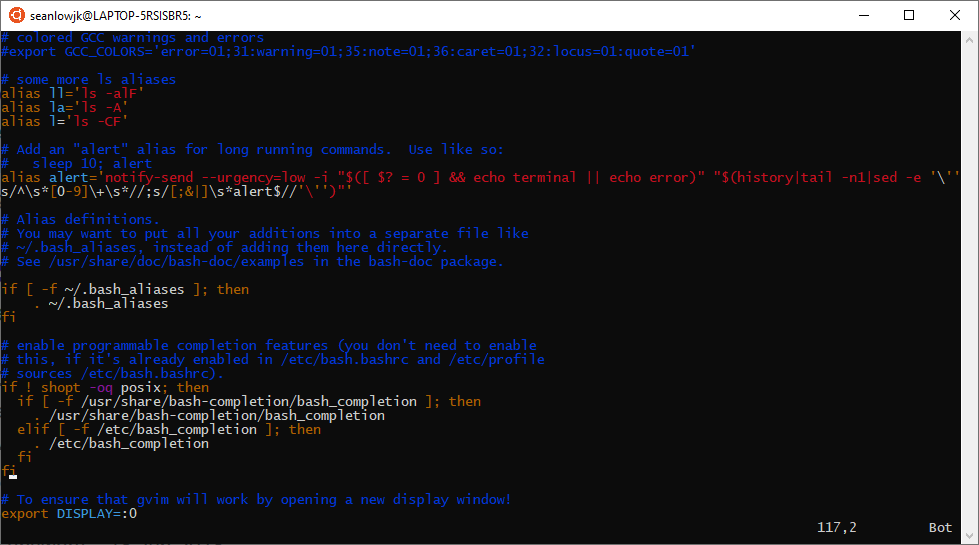 seanlowjk@LAPTOP-5RSISBR5: ~
# colored GCC warnings and errors
#export GCC_COLORS='error=01;31:warning=01;35:note=01;36:caret=01;32:locus=01:quote=01'
# some more ls aliases
alias ll='ls -alF'
alias la='ls -A'
alias l='ls -CF'
# Add an "alert" alias for long running commands.  Use like so:
#   sleep 10; alert
alias alert='notify-send --urgency=low -i "$([ $? = 0 ] && echo terminal || echo error)" "$(history|tail -n1|sed -e '\''
s/^\s*[0-9]\+\s*//;s/[;&|]\s*alert$//'\'')"'
# Alias definitions.
# You may want to put all your additions into a separate file like
# ~/.bash_aliases, instead of adding them here directly.
# See /usr/share/doc/bash-doc/examples in the bash-doc package.
if [ -f ~/.bash_aliases ]; then
    . ~/.bash_aliases
fi
# enable programmable completion features (you don't need to enable
# this, if it's already enabled in /etc/bash.bashrc and /etc/profile
# sources /etc/bash.bashrc).
if ! shopt -oq posix; then
  if [ -f /usr/share/bash-completion/bash_completion ]; then
    . /usr/share/bash-completion/bash_completion
  elif [ -f /etc/bash_completion ]; then
    . /etc/bash_completion
  fi
fi
# To ensure that gvim will work by opening a new display window!
export DISPLAY=:0
117,2 Bot